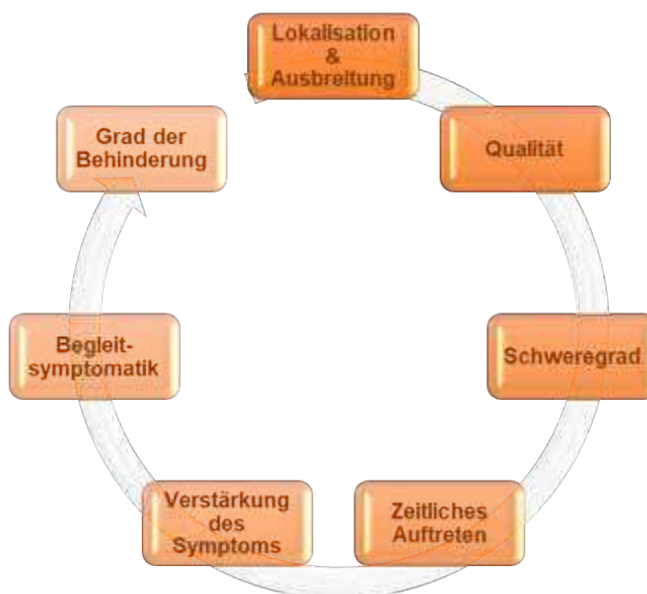 Lokalisation
&
Ausbreitung
Qualität
Schweregrad
Zeitliches
Auftreten
Verstärkung
des
Symptoms
Begleit-
symptomatik
Grad der
Behinderung